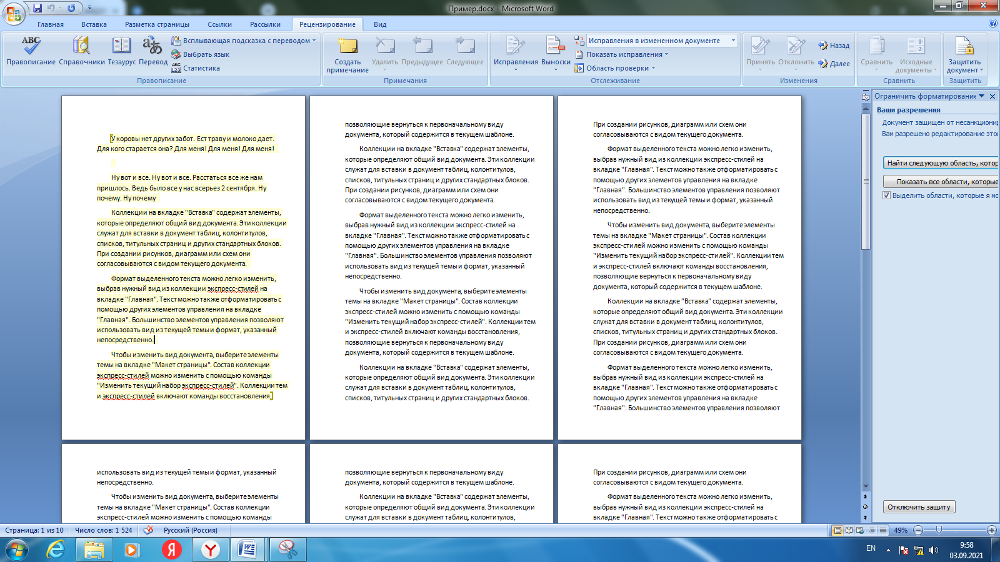 Пример.docx - Microsoft Word
Главная Вставка Разметка страницы Ссылки Рассылки Рецензирование Вид
Правописание Справочники Тезаурус Перевод
Всплывающая подсказка с переводом
Выбрать язык
Статистика
Правописание
Создать примечание Удалить Предыдущее Следующее
Примечания
Исправления Выноски
Исправления в измененном документе
Показать исправления
Область проверки
Отслеживание
Принять Отклонить
Назад
Далее
Изменения
Сравнить Исходные документы
Сравнить
Защитить документ
Защитить
У коровы нет других забот. Ест траву и молоко дает.
Для кого старается она? Для меня! Для меня! Для меня!
Ну вот и все. Ну вот и все. Расстаться все же нам
пришлось. Ведь было все у нас всерьез 2 сентября. Ну
почему. Ну почему
Коллекции на вкладке "Вставка" содержат элементы,
которые определяют общий вид документа. Эти коллекции
служат для вставки в документ таблиц, колонтитулов,
списков, титульных страниц и других стандартных блоков.
При создании рисунков, диаграмм или схем они
согласовываются с видом текущего документа.
Формат выделенного текста можно легко изменить,
выбрав нужный вид из коллекции экспресс-стилей на
вкладке "Главная". Текст можно также отформатировать с
помощью других элементов управления на вкладке
"Главная". Большинство элементов управления позволяют
использовать вид из текущей темы и формат, указанный
непосредственно.
Чтобы изменить вид документа, выберите элементы
темы на вкладке "Макет страницы". Состав коллекции
экспресс-стилей можно изменить с помощью команды
"Изменить текущий набор экспресс-стилей". Коллекции тем
и экспресс-стилей включают команды восстановления,
позволяющие вернуться к первоначальному виду
документа, который содержится в текущем шаблоне.
Коллекции на вкладке "Вставка" содержат элементы,
которые определяют общий вид документа. Эти коллекции
служат для вставки в документ таблиц, колонтитулов,
списков, титульных страниц и других стандартных блоков.
При создании рисунков, диаграмм или схем они
согласовываются с видом текущего документа.
Формат выделенного текста можно легко изменить,
выбрав нужный вид из коллекции экспресс-стилей на
вкладке "Главная". Текст можно также отформатировать с
помощью других элементов управления на вкладке
"Главная". Большинство элементов управления позволяют
использовать вид из текущей темы и формат, указанный
непосредственно.
Чтобы изменить вид документа, выберите элементы
темы на вкладке "Макет страницы". Состав коллекции
экспресс-стилей можно изменить с помощью команды
"Изменить текущий набор экспресс-стилей". Коллекции тем
и экспресс-стилей включают команды восстановления,
позволяющие вернуться к первоначальному виду
документа, который содержится в текущем шаблоне.
Коллекции на вкладке "Вставка" содержат элементы,
которые определяют общий вид документа. Эти коллекции
служат для вставки в документ таблиц, колонтитулов,
списков, титульных страниц и других стандартных блоков.
При создании рисунков, диаграмм или схем они
согласовываются с видом текущего документа.
Формат выделенного текста можно легко изменить,
выбрав нужный вид из коллекции экспресс-стилей на
вкладке "Главная". Текст можно также отформатировать с
помощью других элементов управления на вкладке
"Главная". Большинство элементов управления позволяют
использовать вид из текущей темы и формат, указанный
непосредственно.
Чтобы изменить вид документа, выберите элементы
темы на вкладке "Макет страницы". Состав коллекции
экспресс-стилей можно изменить с помощью команды
"Изменить текущий набор экспресс-стилей". Коллекции тем
и экспресс-стилей включают команды восстановления,
позволяющие вернуться к первоначальному виду
документа, который содержится в текущем шаблоне.
Коллекции на вкладке "Вставка" содержат элементы,
которые определяют общий вид документа. Эти коллекции
служат для вставки в документ таблиц, колонтитулов,
списков, титульных страниц и других стандартных блоков.
При создании рисунков, диаграмм или схем они
согласовываются с видом текущего документа.
Формат выделенного текста можно легко изменить,
выбрав нужный вид из коллекции экспресс-стилей на
вкладке "Главная". Текст можно также отформатировать с
помощью других элементов управления на вкладке
"Главная". Большинство элементов управления позволяют
использовать вид из текущей темы и формат, указанный
непосредственно.
Чтобы изменить вид документа, выберите элементы
темы на вкладке "Макет страницы". Состав коллекции
экспресс-стилей можно изменить с помощью команды
позволяющие вернуться к первоначальному виду
документа, который содержится в текущем шаблоне.
Коллекции на вкладке "Вставка" содержат элементы,
которые определяют общий вид документа. Эти коллекции
служат для вставки в документ таблиц, колонтитулов,
При создании рисунков, диаграмм или схем они
согласовываются с видом текущего документа.
Формат выделенного текста можно легко изменить,
выбрав нужный вид из коллекции экспресс-стилей на
вкладке "Главная". Текст можно также отформатировать с
Ограничить форматирование
Ваши разрешения
Документ защищен от несанкционир
Вам разрешено редактирование этой
Найти следующую область, котор
Показать все области, которые
Выделить области, которые я мо
Отключить защиту
Страница: 1 из 10 Число слов: 1 524 Русский (Россия) 49%
EN
9:58
03.09.2021